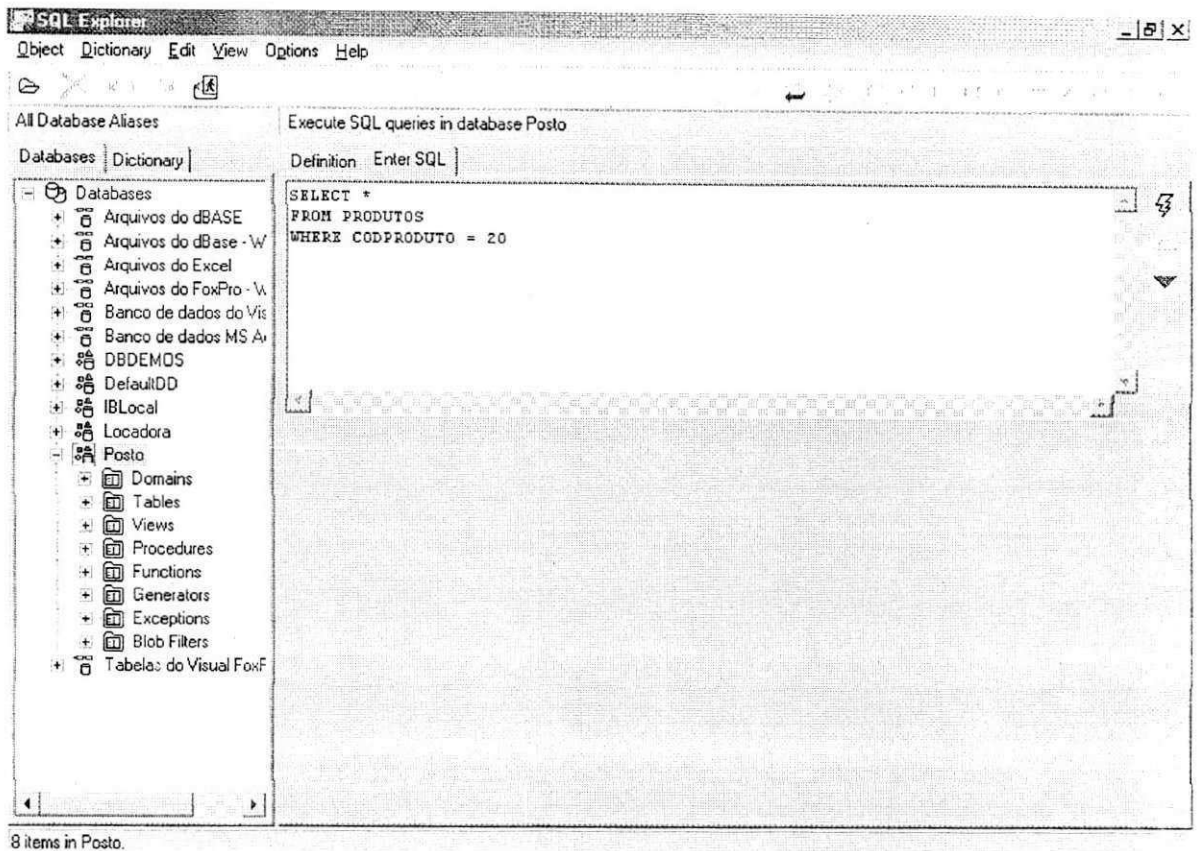 SQL Explorer
Object Dictionary Edit View Options Help
All Database Aliases
Execute SQL queries in database Posto
Databases Dictionary
Definition Enter SQL
Databases
Arquivos do dBASE
Arquivos do dBase - W
Arquivos do Excel
Arquivos do FoxPro - W
Banco de dados do Vis
Banco de dados MS A
DBDEMOS
DefaultDD
IBLocal
Locadora
Posto
Domains
Tables
Views
Procedures
Functions
Generators
Exceptions
Blob Filters
Tabelas do Visual FoxF
SELECT *
FROM PRODUTOS
WHERE CODPRODUTO = 20
8 items in Posto.